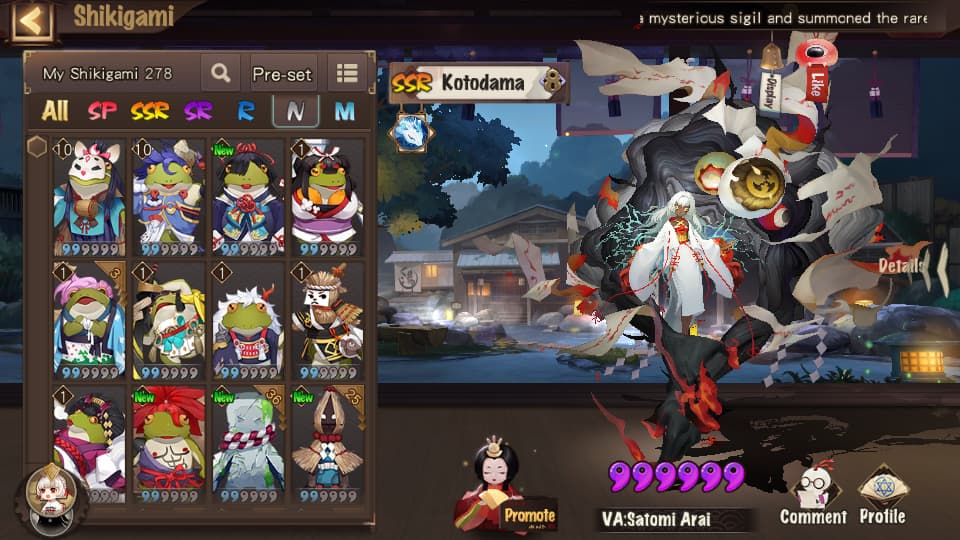 Shikigami
mysterious sigil and summoned the rare
My Shikigami 278
Pre-set
All SP SSR SR R N M
SSR Kotodama
Display
Like
10 10 New 1
999999 999999 999999 999999
1 3 1 1 1
999999 999999 999999 999999
1 New New 36 New 25
999999 999999 999999
Details
Promote
999999
VA:Satomi Arai
Comment
Profile